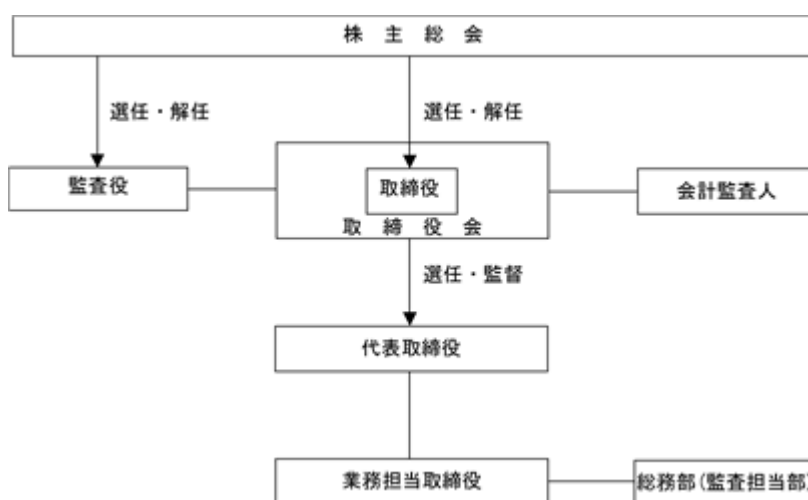 株主総会
選任・解任
選任・解任
監査役
取締役
会計監査人
取締役会
選任・監督
代表取締役
業務担当取締役
総務部(監査担当部)